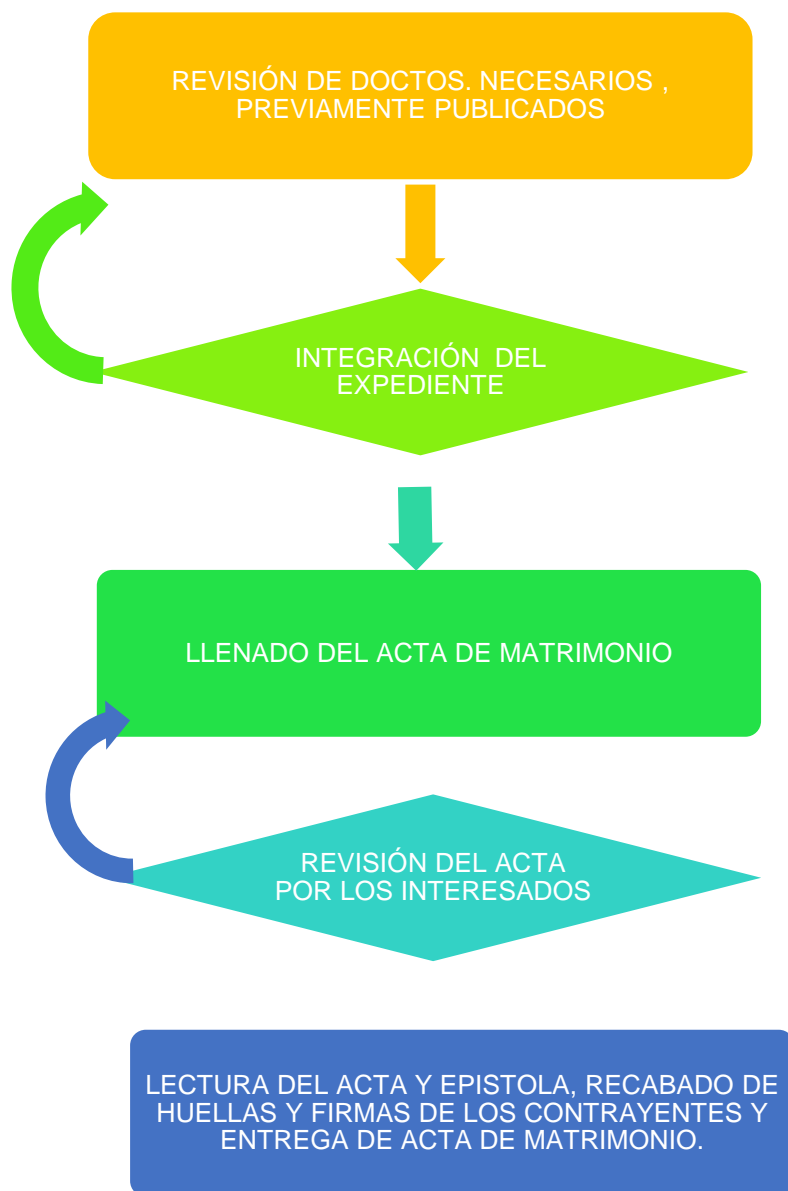 REVISIÓN DE DOCTOS. NECESARIOS ,
PREVIAMENTE PUBLICADOS
INTEGRACIÓN DEL
EXPEDIENTE
LLENADO DEL ACTA DE MATRIMONIO
REVISIÓN DEL ACTA
POR LOS INTERESADOS
LECTURA DEL ACTA Y EPISTOLA, RECABADO DE
HUELLAS Y FIRMAS DE LOS CONTRAYENTES Y
ENTREGA DE ACTA DE MATRIMONIO.